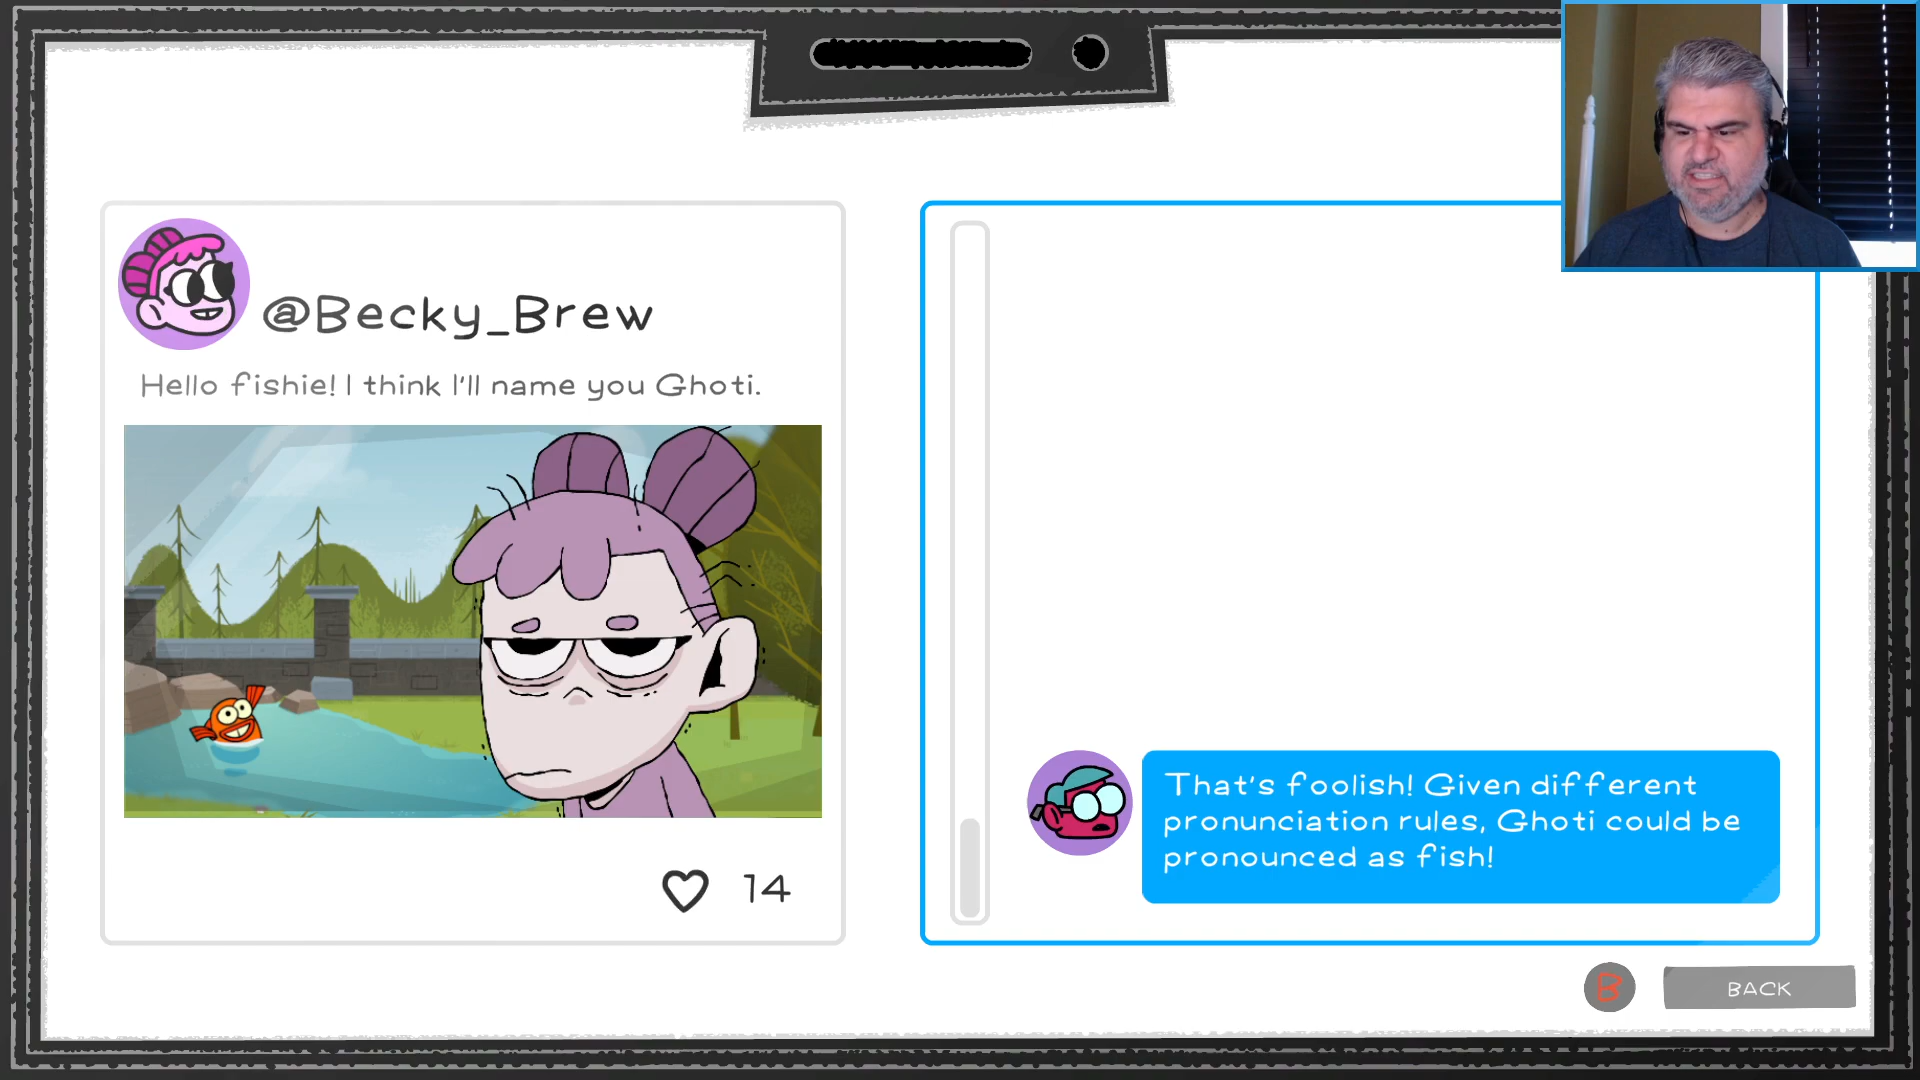 @Becky_Brew
Hello fishie! I think I'll name you Ghoti.
14
That's foolish! Given different
pronunciation rules, Ghoti could be
pronounced as fish!
B
BACK